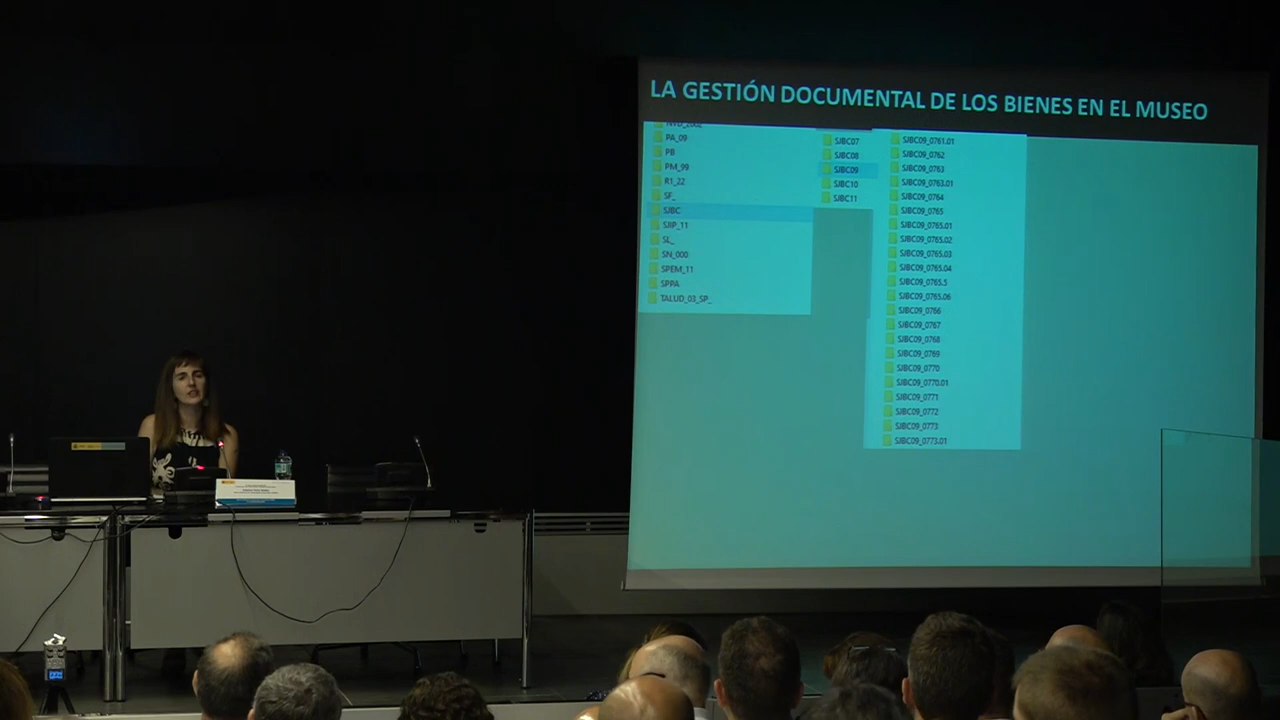 LA GESTIÓN DOCUMENTAL DE LOS BIENES EN EL MUSEO
PA_09
PB
PM_99
R1_22
SF_
SJBC
SJIP_11
SL_
SN_000
SPEM_11
SPPA
TALUD_03_SP_
SJBC07
SJBC08
SJBC09
SJBC10
SJBC11
SJBC09_0761.01
SJBC09_0762
SJBC09_0763
SJBC09_0763.01
SJBC09_0764
SJBC09_0765
SJBC09_0765.01
SJBC09_0765.02
SJBC09_0765.03
SJBC09_0765.04
SJBC09_0765.5
SJBC09_0765.06
SJBC09_0766
SJBC09_0767
SJBC09_0768
SJBC09_0769
SJBC09_0770
SJBC09_0770.01
SJBC09_0771
SJBC09_0772
SJBC09_0773
SJBC09_0773.01